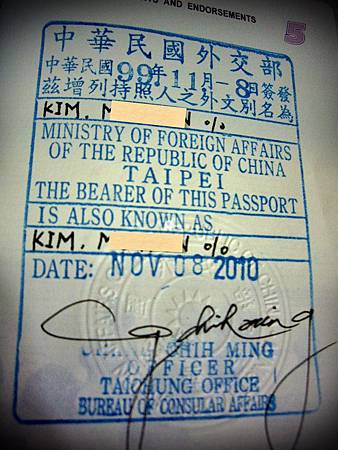 AND ENDORSEMENTS
5
中華民國外交部
中華民國99年11月-8日簽發
茲增列持照人之外文別名為
KIM, M N %
MINISTRY OF FOREIGN AFFAIRS
OF THE REPUBLIC OF CHINA
TAIPEI
THE BEARER OF THIS PASSPORT
IS ALSO KNOWN AS
KIM, M N %
DATE: NOV 08 2010
SHIH MING
OFFICER
TAICHUNG OFFICE
BUREAU OF CONSULAR AFFAIRS